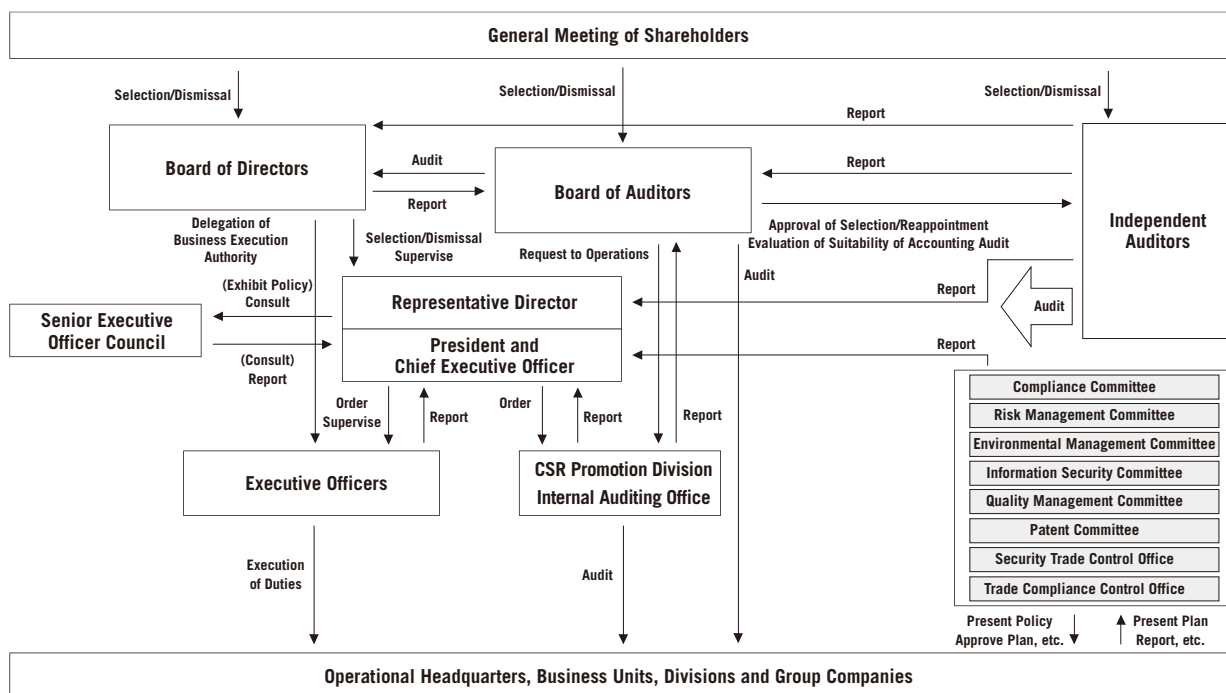 General Meeting of Shareholders
Selection/Dismissal
Selection/Dismissal
Selection/Dismissal
Report
Board of Directors
Audit
Report
Board of Auditors
Report
Independent
Auditors
Approval of Selection/Reappointment
Evaluation of Suitability of Accounting Audit
Delegation of
Business Execution
Authority
Selection/Dismissal
Supervise
Request to Operations
Audit
(Exhibit Policy)
Consult
Representative Director
Report
Audit
Senior Executive
Officer Council
President and
Chief Executive Officer
(Consult)
Report
Report
Order
Supervise
Report
Order
Report
Report
Compliance Committee
Risk Management Committee
Environmental Management Committee
Information Security Committee
Quality Management Committee
Patent Committee
Security Trade Control Office
Trade Compliance Control Office
Executive Officers
CSR Promotion Division
Internal Auditing Office
Execution
of Duties
Audit
Present Policy
Approve Plan, etc.
Present Plan
Report, etc.
Operational Headquarters, Business Units, Divisions and Group Companies